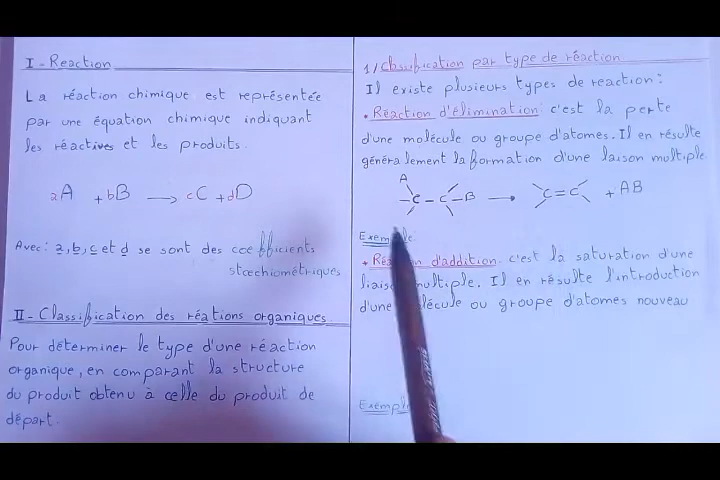 I - Reaction
La réaction chimique est représentée
par une équation chimique indiquant
les réactives et les produits.
aA + bB → cC + dD
Avec: a, b, c et d se sont des coefficients
stœchiométriques
II - Classification des réations organiques.
Pour déterminer le type d'une réaction
organique, en comparant la structure
du produit obtenu à celle du produit de
départ.
1/ Classification par type de réaction
Il existe plusieurs types de reaction:
• Réaction d'élimination: c'est la perte
d'une molécule ou groupe d'atomes. Il en résulte
généralement la formation d'une laison multiple
A
- C - C - B → C = C + AB
Exemple:
• Réaction d'addition: c'est la saturation d'une
liaison multiple. Il en résulte l'introduction
d'une molécule ou groupe d'atomes nouveau
Exemple